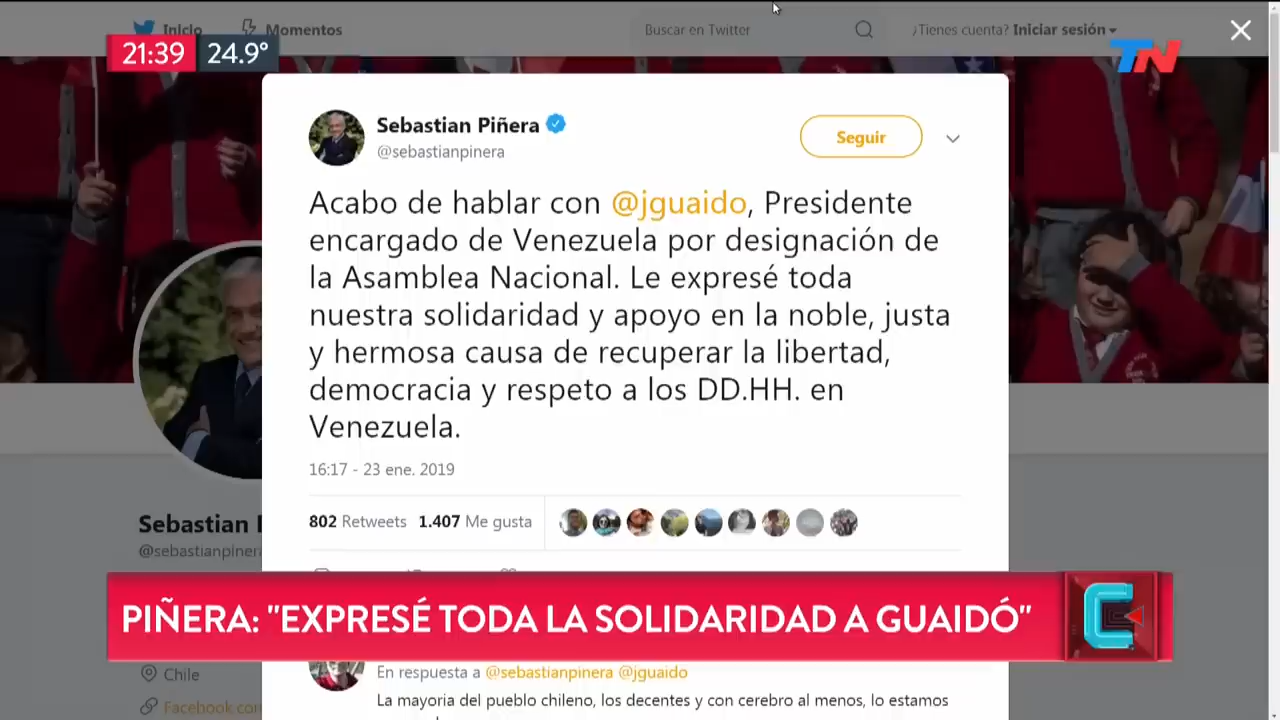 Inicio
Momentos
Buscar en Twitter
¿Tienes cuenta? Iniciar sesión
21:39
24.9°
TN
Sebastian Piñera
@sebastianpinera
Seguir
Acabo de hablar con @jguaido, Presidente
encargado de Venezuela por designación de
la Asamblea Nacional. Le expresé toda
nuestra solidaridad y apoyo en la noble, justa
y hermosa causa de recuperar la libertad,
democracia y respeto a los DD.HH. en
Venezuela.
16:17 - 23 ene. 2019
802 Retweets 1.407 Me gusta
Sebastian
@sebastianpinera
PIÑERA: "EXPRESÉ TODA LA SOLIDARIDAD A GUAIDÓ"
C
Chile
Facebook.com
En respuesta a @sebastianpinera @jguaido
La mayoria del pueblo chileno, los decentes y con cerebro al menos, lo estamos